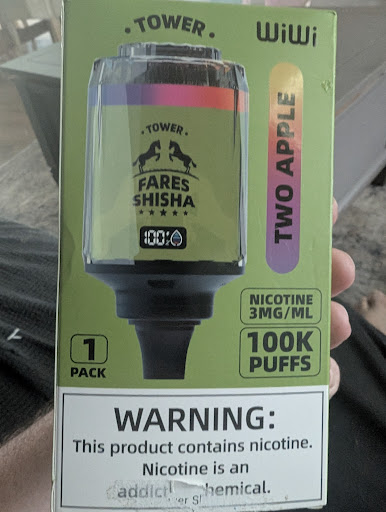 • TOWER •
WiWi
TWO APPLE
• TOWER •
FARES
SHISHA
★★★★★
100%
NICOTINE
3MG/ML
100K
PUFFS
1
PACK
WARNING:
This product contains nicotine.
Nicotine is an